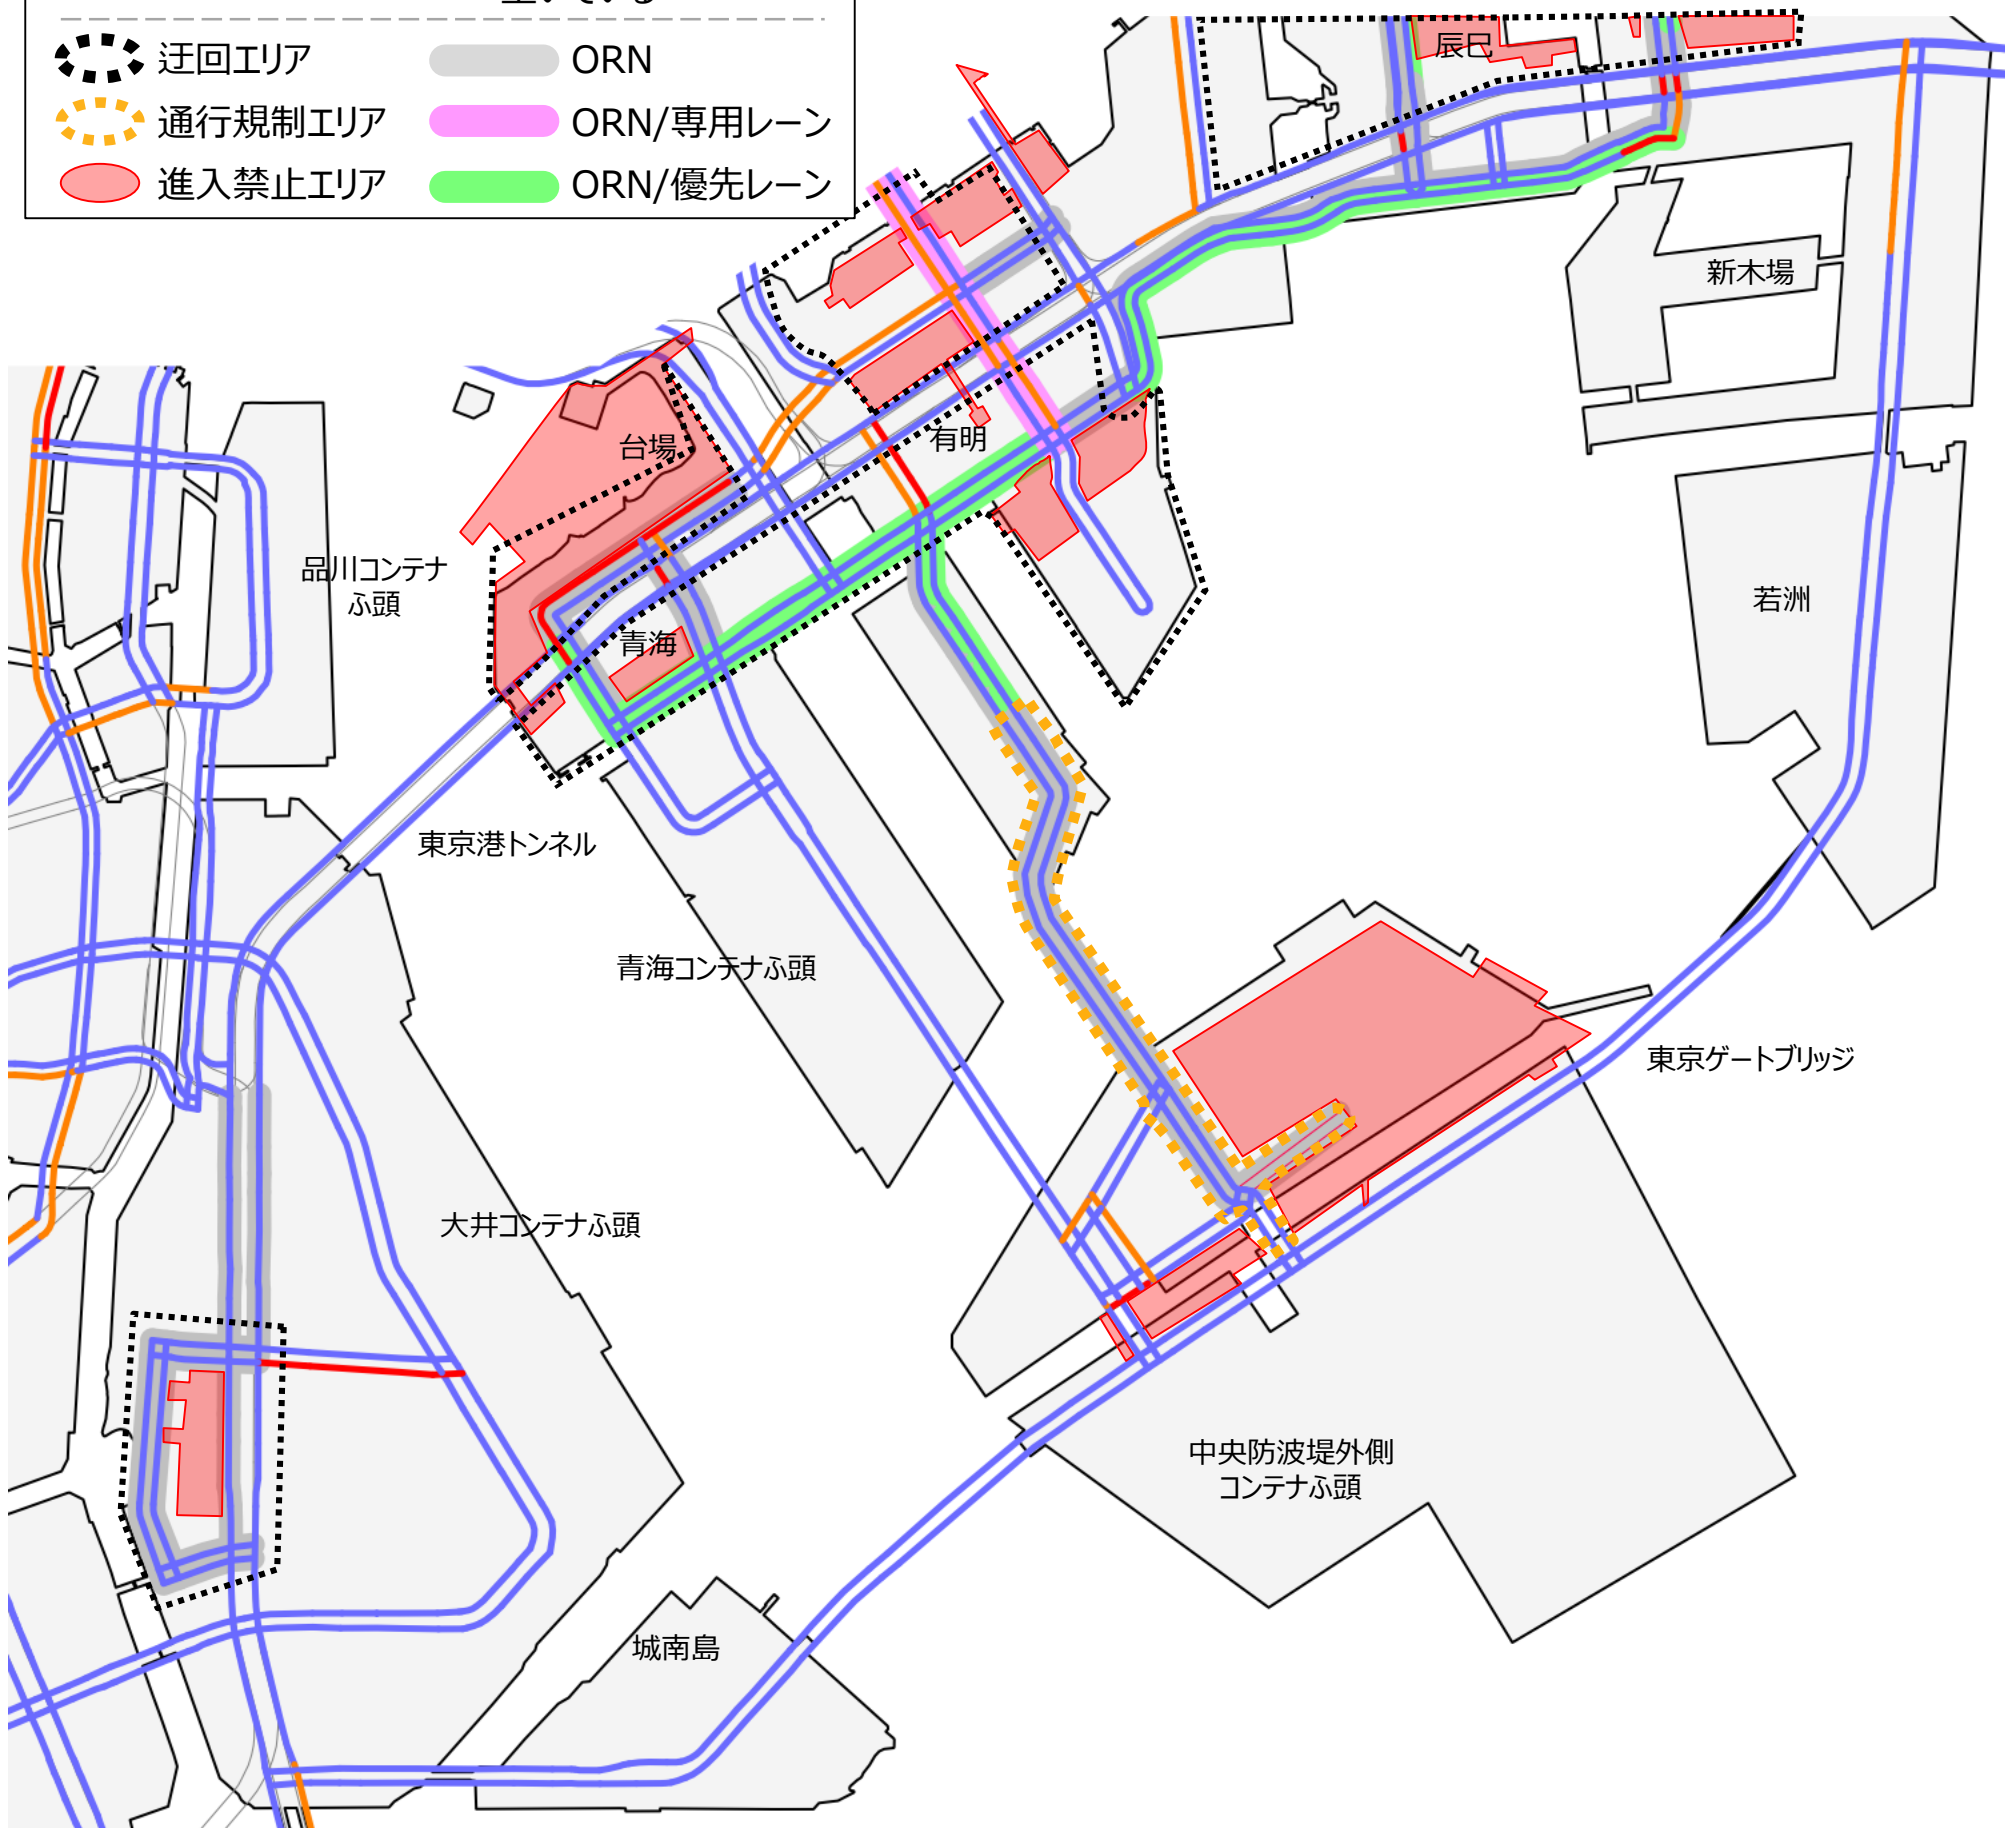 空いている
迂回エリア
ORN
通行規制エリア
ORN/専用レーン
進入禁止エリア
ORN/優先レーン
辰巳
新木場
台場
有明
品川コンテナ
ふ頭
若洲
青海
東京港トンネル
青海コンテナふ頭
東京ゲートブリッジ
大井コンテナふ頭
中央防波堤外側
コンテナふ頭
城南島